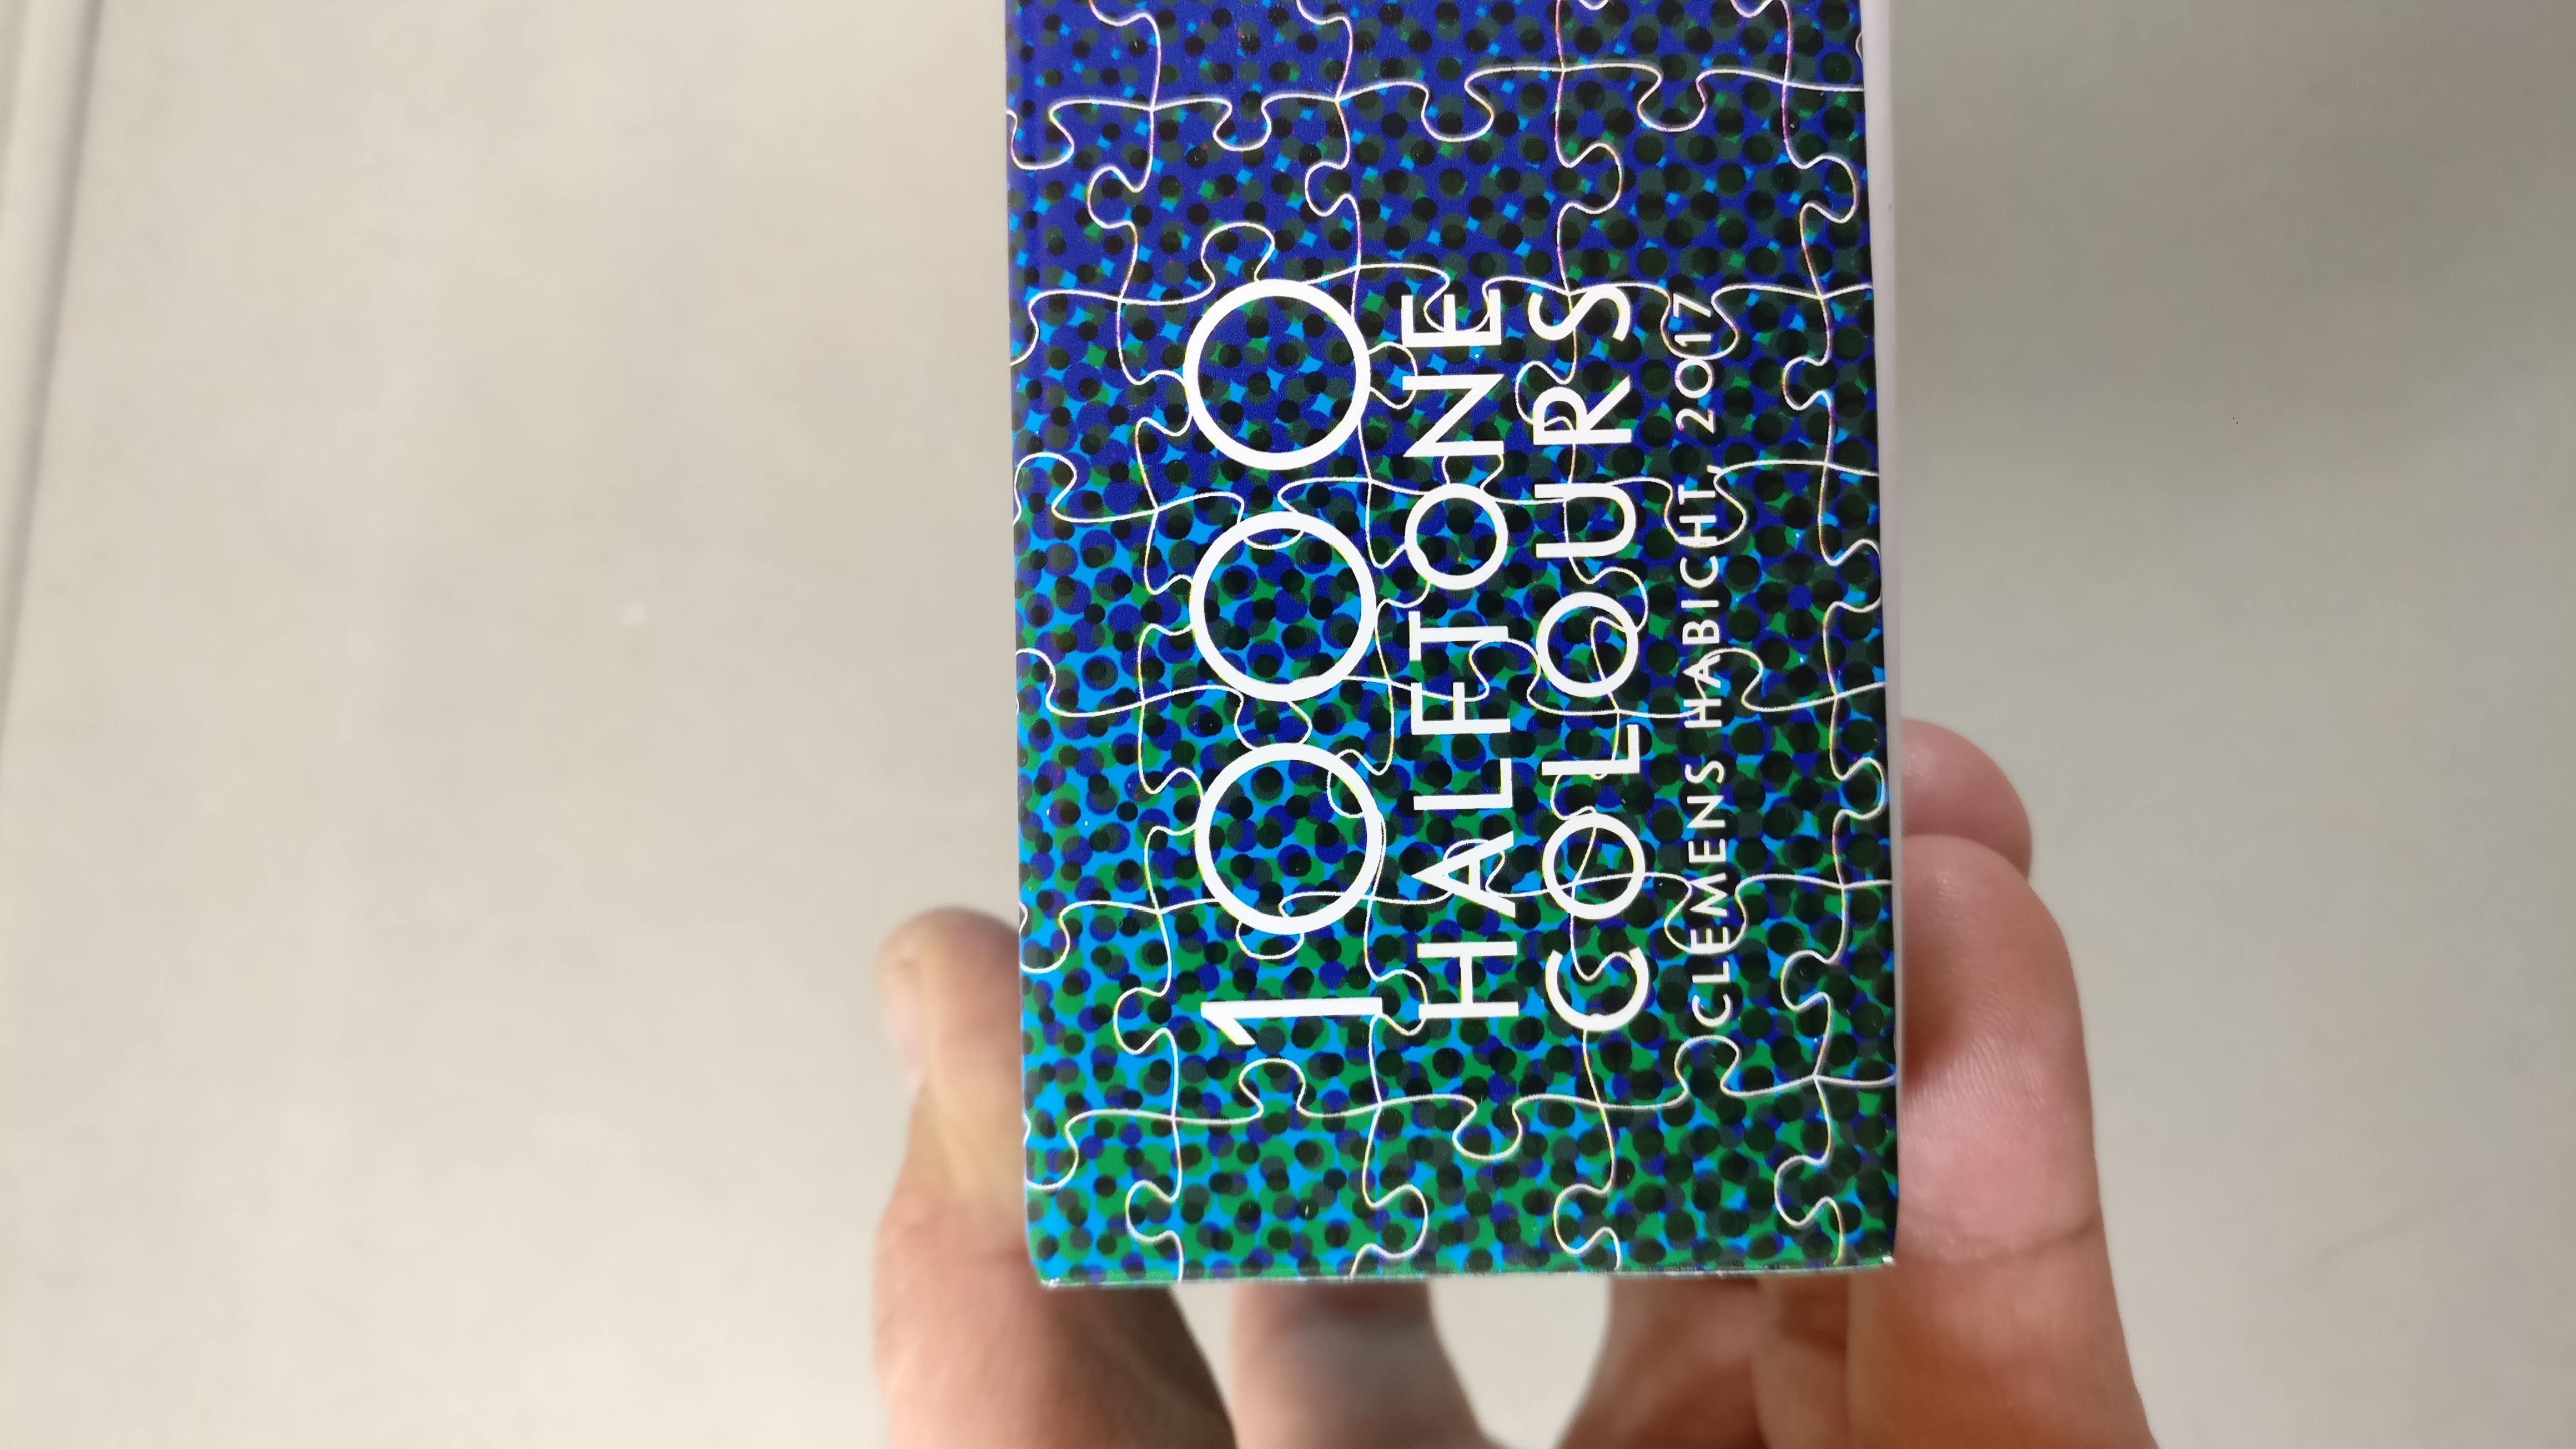 1000
HALFTONE
COLOURS
CLEMENS HABICHT, 2017